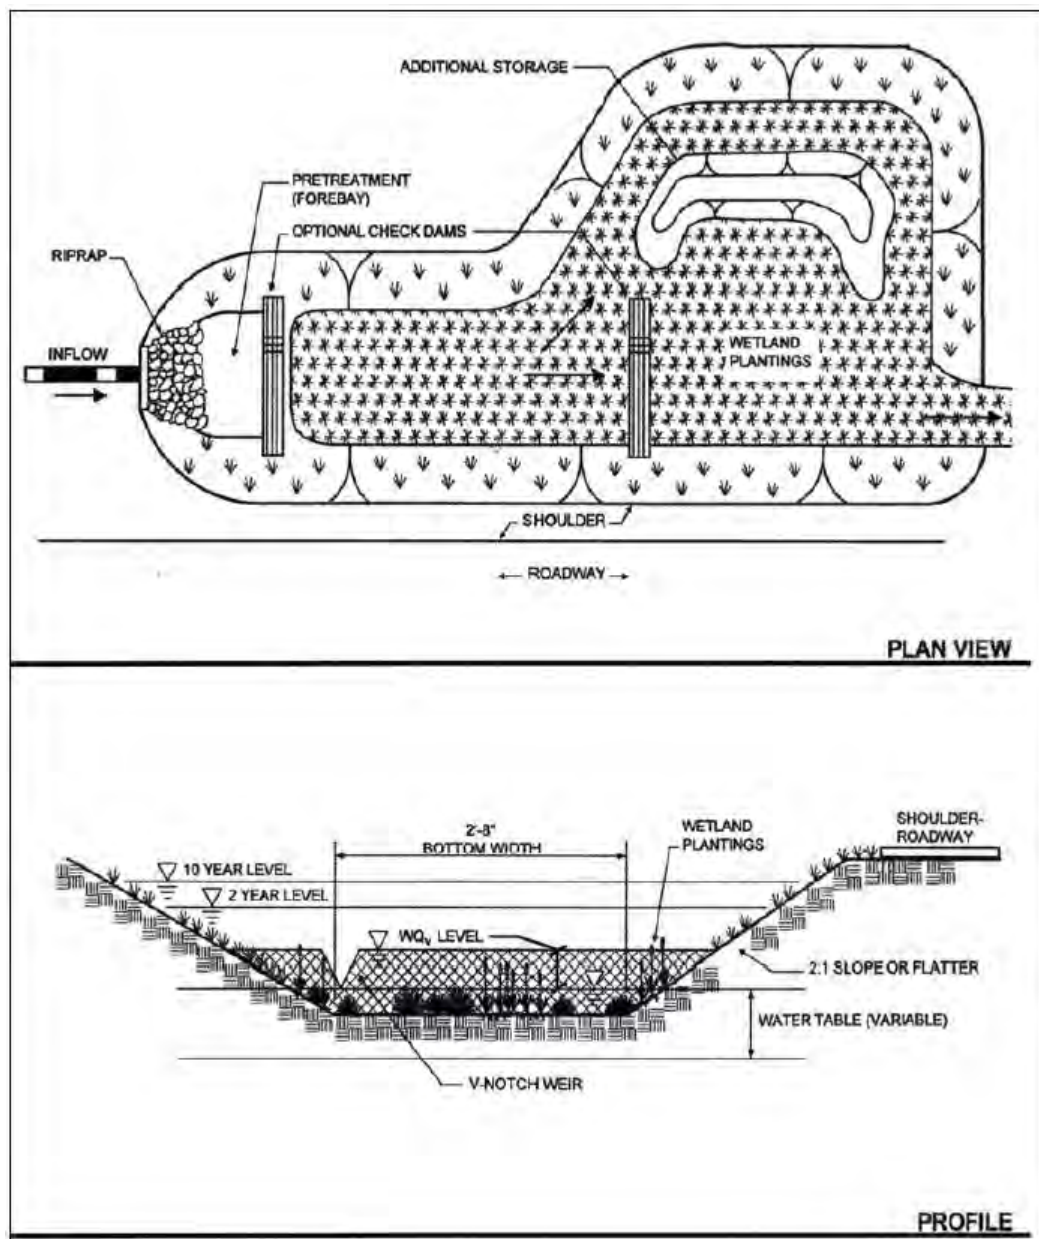 ADDITIONAL STORAGE
PRETREATMENT
(FOREBAY)
OPTIONAL CHECK DAMS
RIPRAP
INFLOW
WETLAND
PLANTINGS
SHOULDER
ROADWAY
PLAN VIEW
2'-8"
BOTTOM WIDTH
WETLAND
PLANTINGS
SHOULDER-
ROADWAY
10 YEAR LEVEL
2 YEAR LEVEL
WQv LEVEL
2:1 SLOPE OR FLATTER
WATER TABLE (VARIABLE)
V-NOTCH WEIR
PROFILE